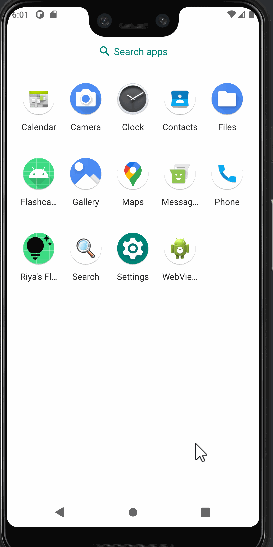 6:01
Search apps
Calendar Camera Clock Contacts Files
Flashca... Gallery Maps Messag... Phone
Riya's Fl... Search Settings WebVie...